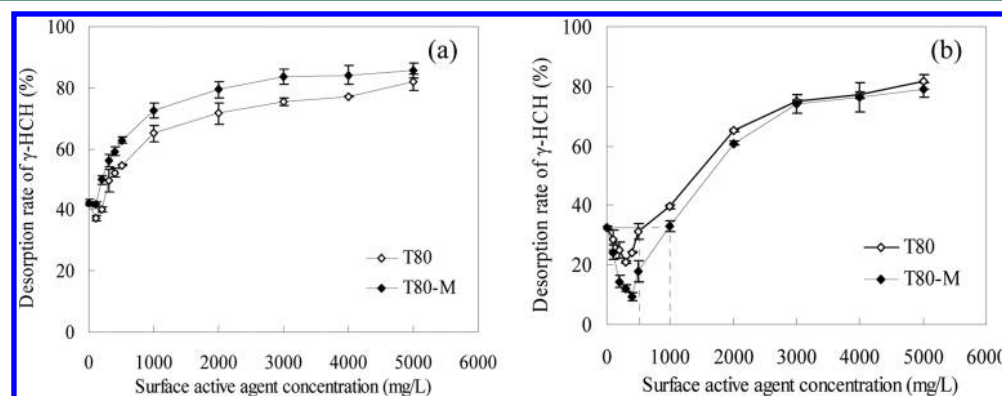 (a)
Desorption rate of γ-HCH (%)
100
80
60
40
20
0
T80
T80-M
0 1000 2000 3000 4000 5000 6000
Surface active agent concentration (mg/L)
(b)
Desorption rate of γ-HCH (%)
100
80
60
40
20
0
T80
T80-M
0 1000 2000 3000 4000 5000 6000
Surface active agent concentration (mg/L)